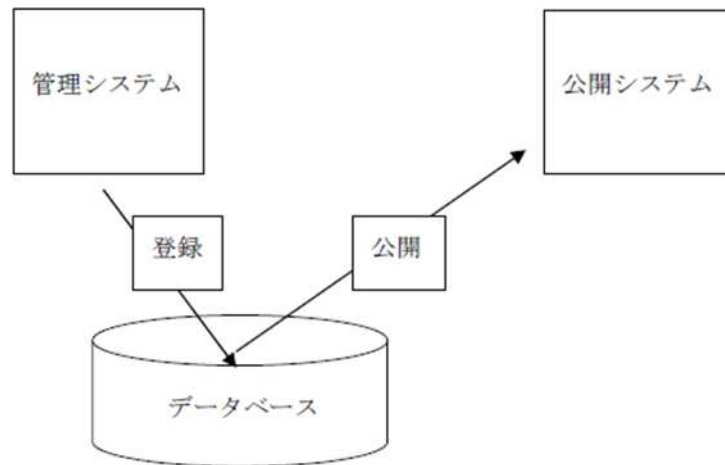 管理システム
公開システム
登録
公開
データベース